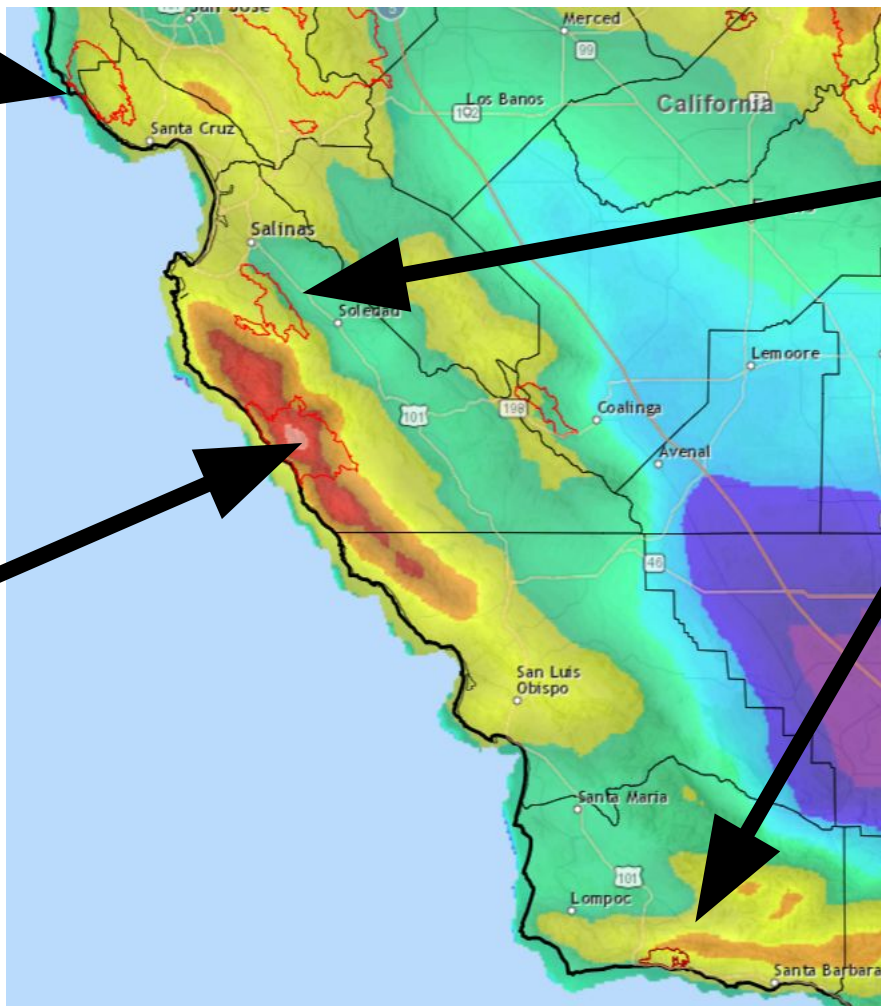 San Jose
5
Merced
99
Los Banos
California
Santa Cruz
Salinas
Soledad
Lemoore
198
101
Coalinga
Avenal
46
San Luis
Obispo
Santa Maria
101
Lompoc
Santa Barbara